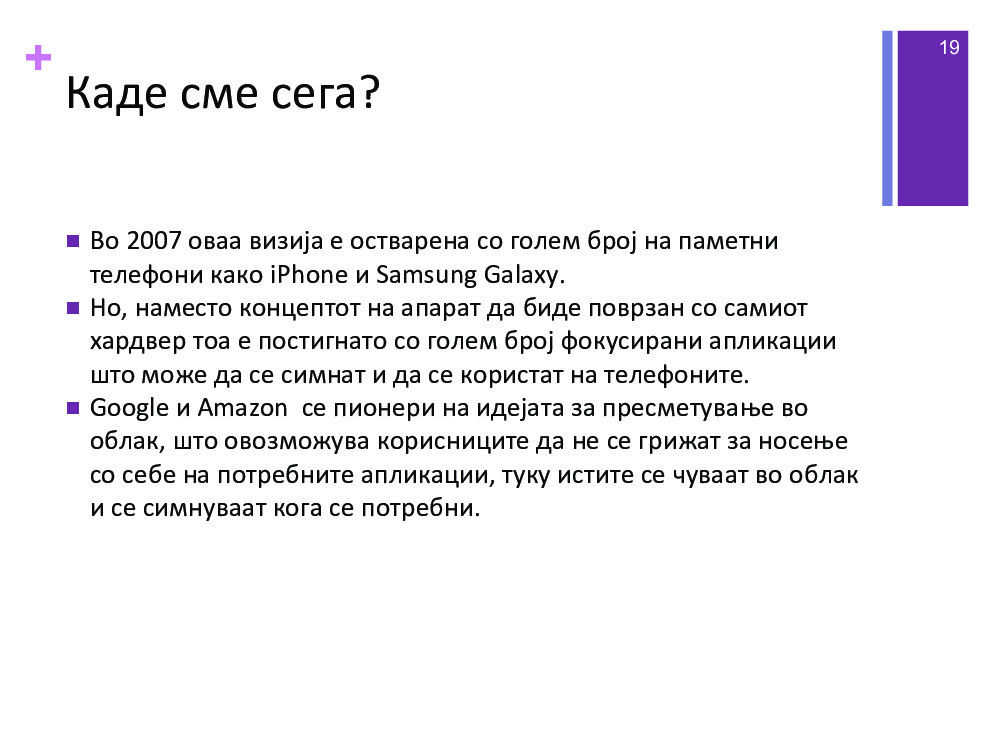 19
+
Каде сме сега?
Во 2007 оваа визија е остварена со голем број на паметни
телефони како iPhone и Samsung Galaxy.
Но, наместо концептот на апарат да биде поврзан со самиот
хардвер тоа е постигнато со голем број фокусирани апликации
што може да се симнат и да се користат на телефоните.
Google и Amazon  се пионери на идејата за пресметување во
облак, што овозможува корисниците да не се грижат за носење
со себе на потребните апликации, туку истите се чуваат во облак
и се симнуваат кога се потребни.